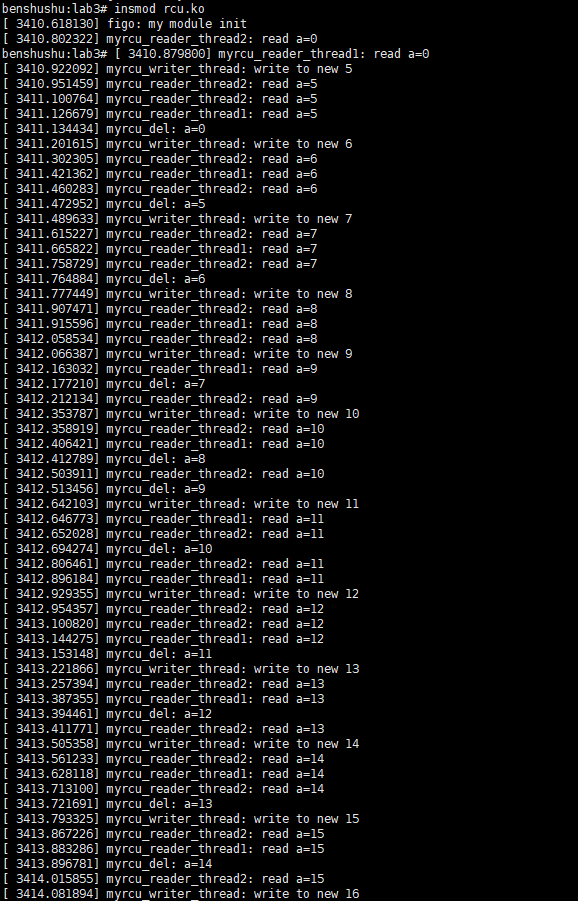 benshushu:lab3# insmod rcu.ko
[ 3410.618130] figo: my module init
[ 3410.802322] myrcu_reader_thread2: read a=0
benshushu:lab3# [ 3410.879800] myrcu_reader_thread1: read a=0
[ 3410.922092] myrcu_writer_thread: write to new 5
[ 3410.951459] myrcu_reader_thread2: read a=5
[ 3411.100764] myrcu_reader_thread2: read a=5
[ 3411.126679] myrcu_reader_thread1: read a=5
[ 3411.134434] myrcu_del: a=0
[ 3411.201615] myrcu_writer_thread: write to new 6
[ 3411.302305] myrcu_reader_thread2: read a=6
[ 3411.421362] myrcu_reader_thread1: read a=6
[ 3411.460283] myrcu_reader_thread2: read a=6
[ 3411.472952] myrcu_del: a=5
[ 3411.489633] myrcu_writer_thread: write to new 7
[ 3411.615227] myrcu_reader_thread2: read a=7
[ 3411.665822] myrcu_reader_thread1: read a=7
[ 3411.758729] myrcu_reader_thread2: read a=7
[ 3411.764884] myrcu_del: a=6
[ 3411.777449] myrcu_writer_thread: write to new 8
[ 3411.907471] myrcu_reader_thread2: read a=8
[ 3411.915596] myrcu_reader_thread1: read a=8
[ 3412.058534] myrcu_reader_thread2: read a=8
[ 3412.066387] myrcu_writer_thread: write to new 9
[ 3412.163032] myrcu_reader_thread1: read a=9
[ 3412.177210] myrcu_del: a=7
[ 3412.212134] myrcu_reader_thread2: read a=9
[ 3412.353787] myrcu_writer_thread: write to new 10
[ 3412.358919] myrcu_reader_thread2: read a=10
[ 3412.406421] myrcu_reader_thread1: read a=10
[ 3412.412789] myrcu_del: a=8
[ 3412.503911] myrcu_reader_thread2: read a=10
[ 3412.513456] myrcu_del: a=9
[ 3412.642103] myrcu_writer_thread: write to new 11
[ 3412.646773] myrcu_reader_thread1: read a=11
[ 3412.652028] myrcu_reader_thread2: read a=11
[ 3412.694274] myrcu_del: a=10
[ 3412.806461] myrcu_reader_thread2: read a=11
[ 3412.896184] myrcu_reader_thread1: read a=11
[ 3412.929355] myrcu_writer_thread: write to new 12
[ 3412.954357] myrcu_reader_thread2: read a=12
[ 3413.100820] myrcu_reader_thread2: read a=12
[ 3413.144275] myrcu_reader_thread1: read a=12
[ 3413.153148] myrcu_del: a=11
[ 3413.221866] myrcu_writer_thread: write to new 13
[ 3413.257394] myrcu_reader_thread2: read a=13
[ 3413.387355] myrcu_reader_thread1: read a=13
[ 3413.394461] myrcu_del: a=12
[ 3413.411771] myrcu_reader_thread2: read a=13
[ 3413.505358] myrcu_writer_thread: write to new 14
[ 3413.561233] myrcu_reader_thread2: read a=14
[ 3413.628118] myrcu_reader_thread1: read a=14
[ 3413.713100] myrcu_reader_thread2: read a=14
[ 3413.721691] myrcu_del: a=13
[ 3413.793325] myrcu_writer_thread: write to new 15
[ 3413.867226] myrcu_reader_thread2: read a=15
[ 3413.883286] myrcu_reader_thread1: read a=15
[ 3413.896781] myrcu_del: a=14
[ 3414.015855] myrcu_reader_thread2: read a=15
[ 3414.081894] myrcu_writer_thread: write to new 16